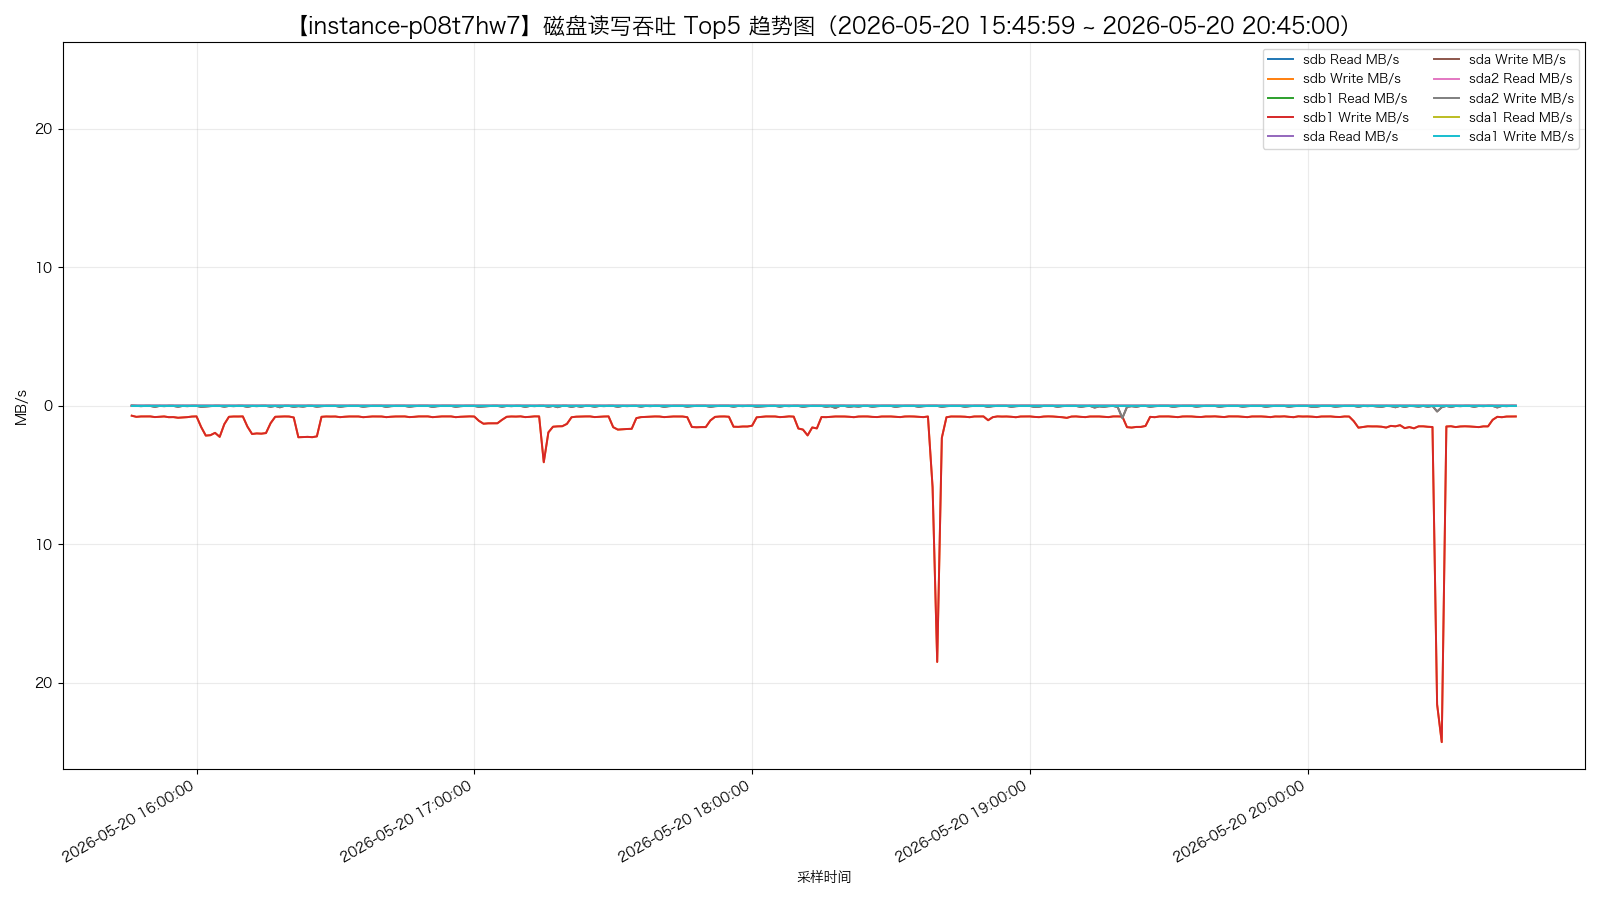 【instance-p08t7hw7】磁盘读写吞吐 Top5 趋势图（2026-05-20 15:45:59 ~ 2026-05-20 20:45:00）
sdb Read MB/s
sdb Write MB/s
sdb1 Read MB/s
sdb1 Write MB/s
sda Read MB/s
sda Write MB/s
sda2 Read MB/s
sda2 Write MB/s
sda1 Read MB/s
sda1 Write MB/s
20
10
0
10
20
MB/s
2026-05-20 16:00:00
2026-05-20 17:00:00
2026-05-20 18:00:00
2026-05-20 19:00:00
2026-05-20 20:00:00
采样时间